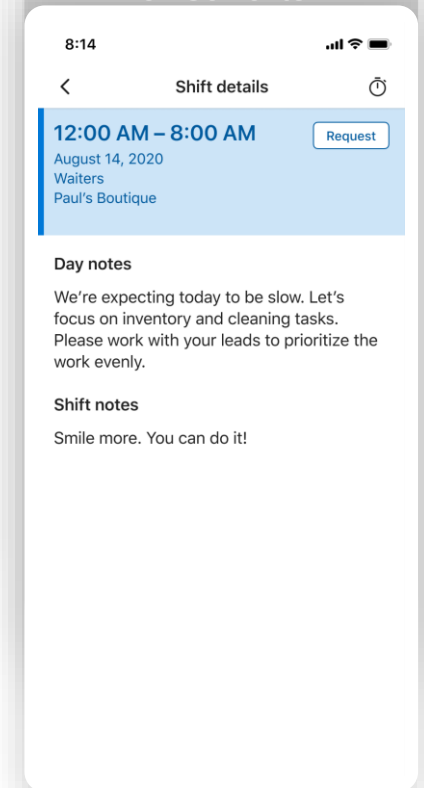 8:14
Shift details
12:00 AM – 8:00 AM
Request
August 14, 2020
Waiters
Paul's Boutique
Day notes
We're expecting today to be slow. Let's
focus on inventory and cleaning tasks.
Please work with your leads to prioritize the
work evenly.
Shift notes
Smile more. You can do it!